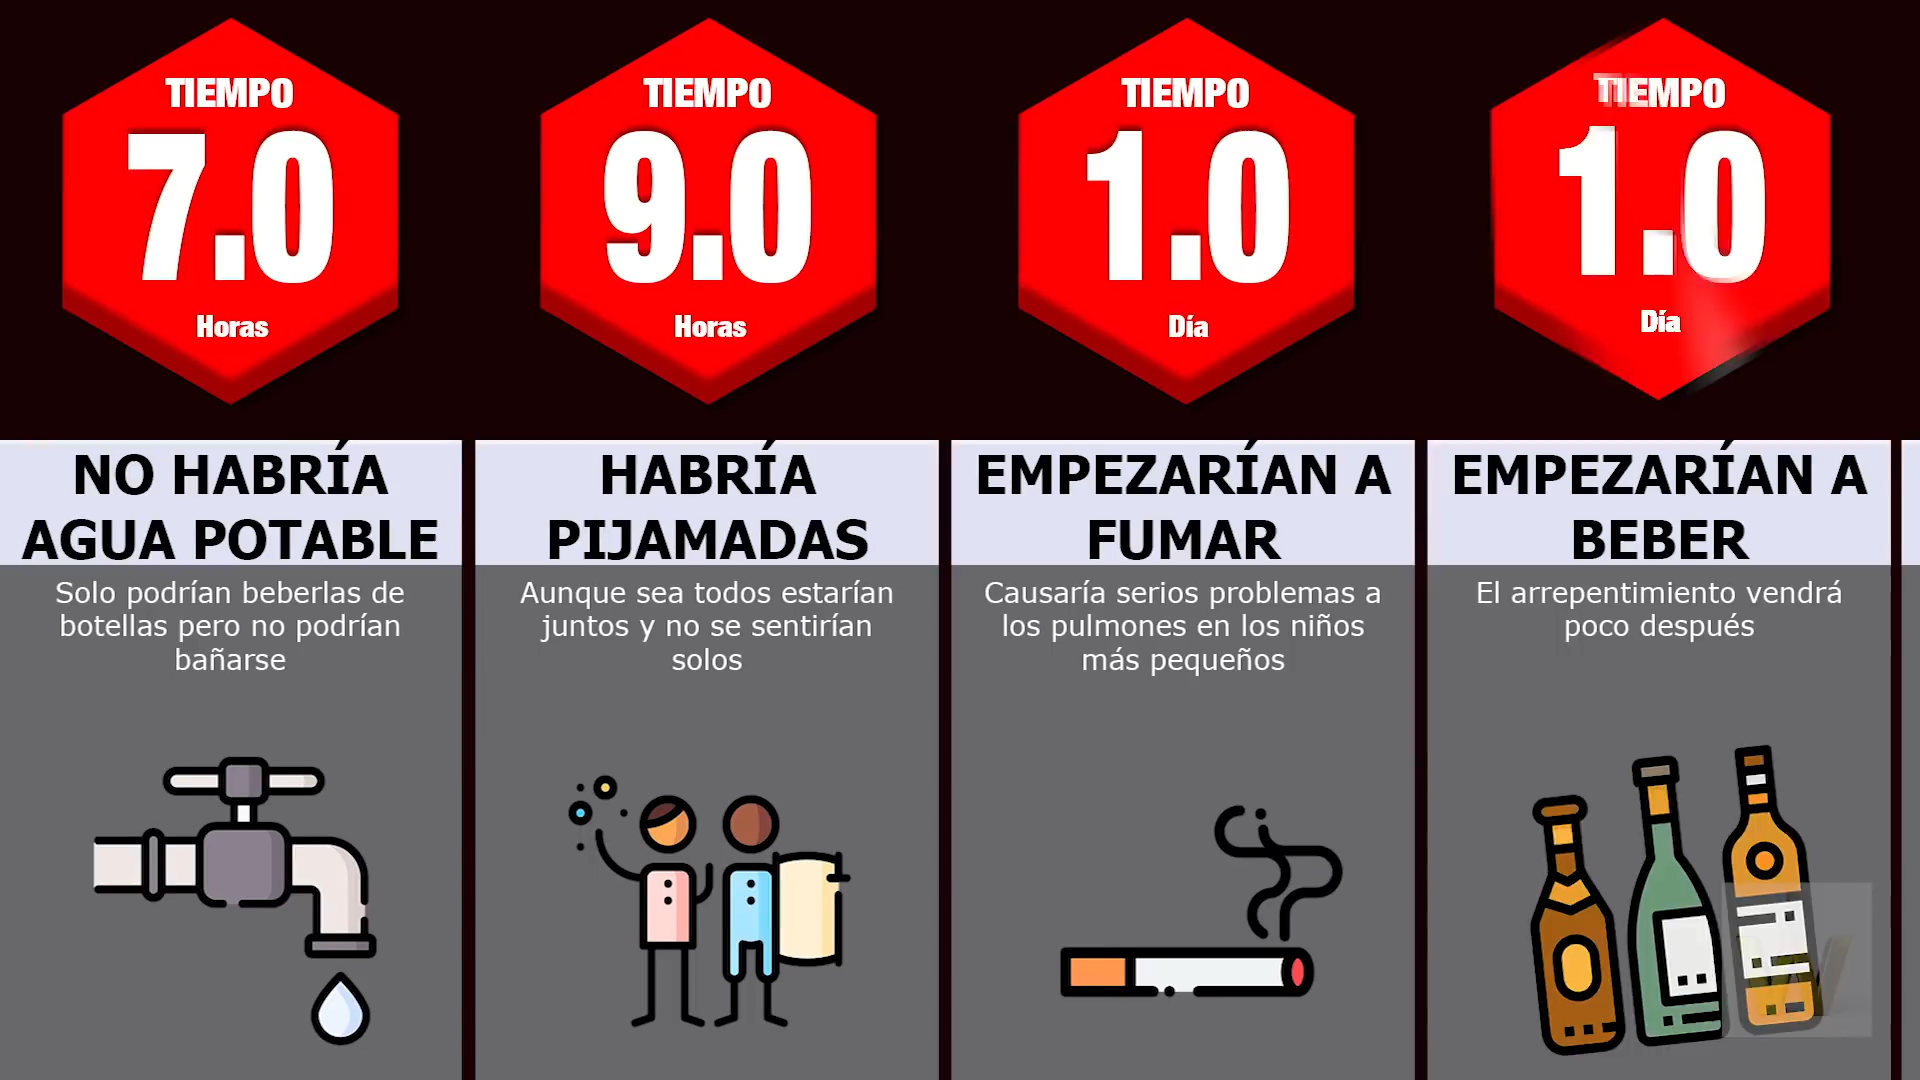 TIEMPO
7.0
Horas
TIEMPO
9.0
Horas
TIEMPO
1.0
Día
TIEMPO
1.0
Día
NO HABRÍA
AGUA POTABLE
Solo podrían beberlas de
botellas pero no podrían
bañarse
HABRÍA
PIJAMADAS
Aunque sea todos estarían
juntos y no se sentirían
solos
EMPEZARÍAN A
FUMAR
Causaría serios problemas a
los pulmones en los niños
más pequeños
EMPEZARÍAN A
BEBER
El arrepentimiento vendrá
poco después